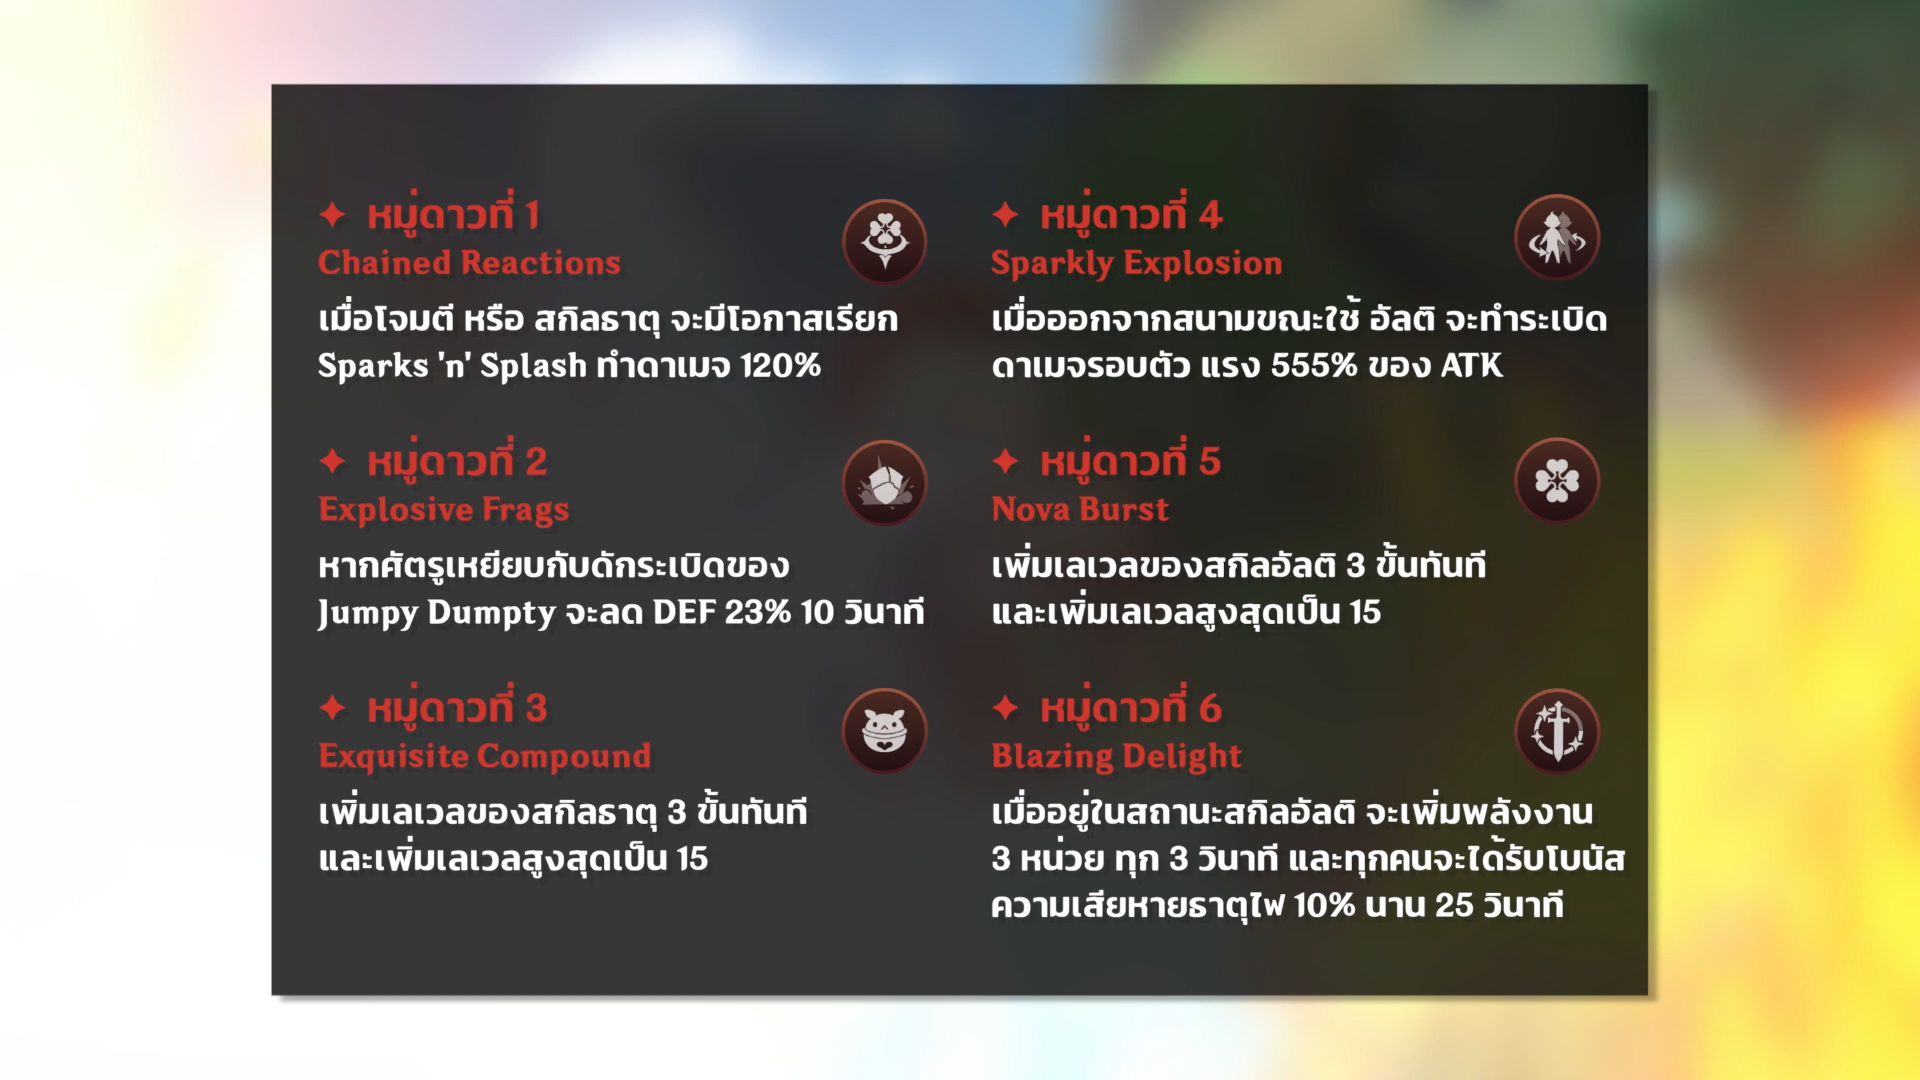 หมู่ดาวที่ 1
Chained Reactions
เมื่อโจมตี หรือ สกิลธาตุ จะมีโอกาสเรียก
Sparks 'n' Splash ทำดาเมจ 120%
หมู่ดาวที่ 2
Explosive Frags
หากศัตรูเหยียบกับดักระเบิดของ
Jumpy Dumpty จะลด DEF 23% 10 วินาที
หมู่ดาวที่ 3
Exquisite Compound
เพิ่มเลเวลของสกิลธาตุ 3 ขั้นทันที
และเพิ่มเลเวลสูงสุดเป็น 15
หมู่ดาวที่ 4
Sparkly Explosion
เมื่อออกจากสนามขณะใช้ อัลติ จะทำระเบิด
ดาเมจรอบตัว แรง 555% ของ ATK
หมู่ดาวที่ 5
Nova Burst
เพิ่มเลเวลของสกิลอัลติ 3 ขั้นทันที
และเพิ่มเลเวลสูงสุดเป็น 15
หมู่ดาวที่ 6
Blazing Delight
เมื่ออยู่ในสถานะสกิลอัลติ จะเพิ่มพลังงาน
3 หน่วย ทุก 3 วินาที และทุกคนจะได้รับโบนัส
ความเสียหายธาตุไฟ 10% นาน 25 วินาที